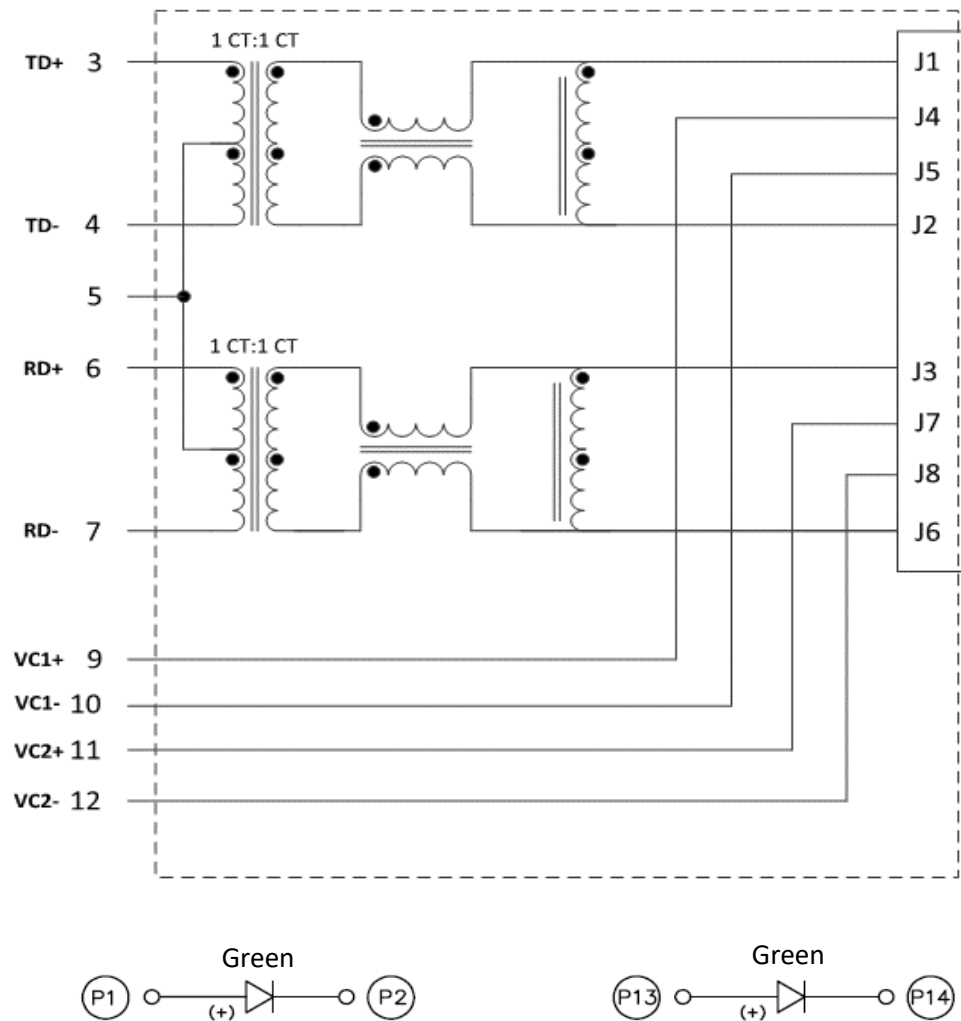 1 CT:1 CT
TD+ 3
J1
J4
J5
TD- 4
J2
5
1 CT:1 CT
RD+ 6
J3
J7
J8
RD- 7
J6
VC1+ 9
VC1- 10
VC2+ 11
VC2- 12
Green
Green
P1 (+) P2
P13 (+) P14